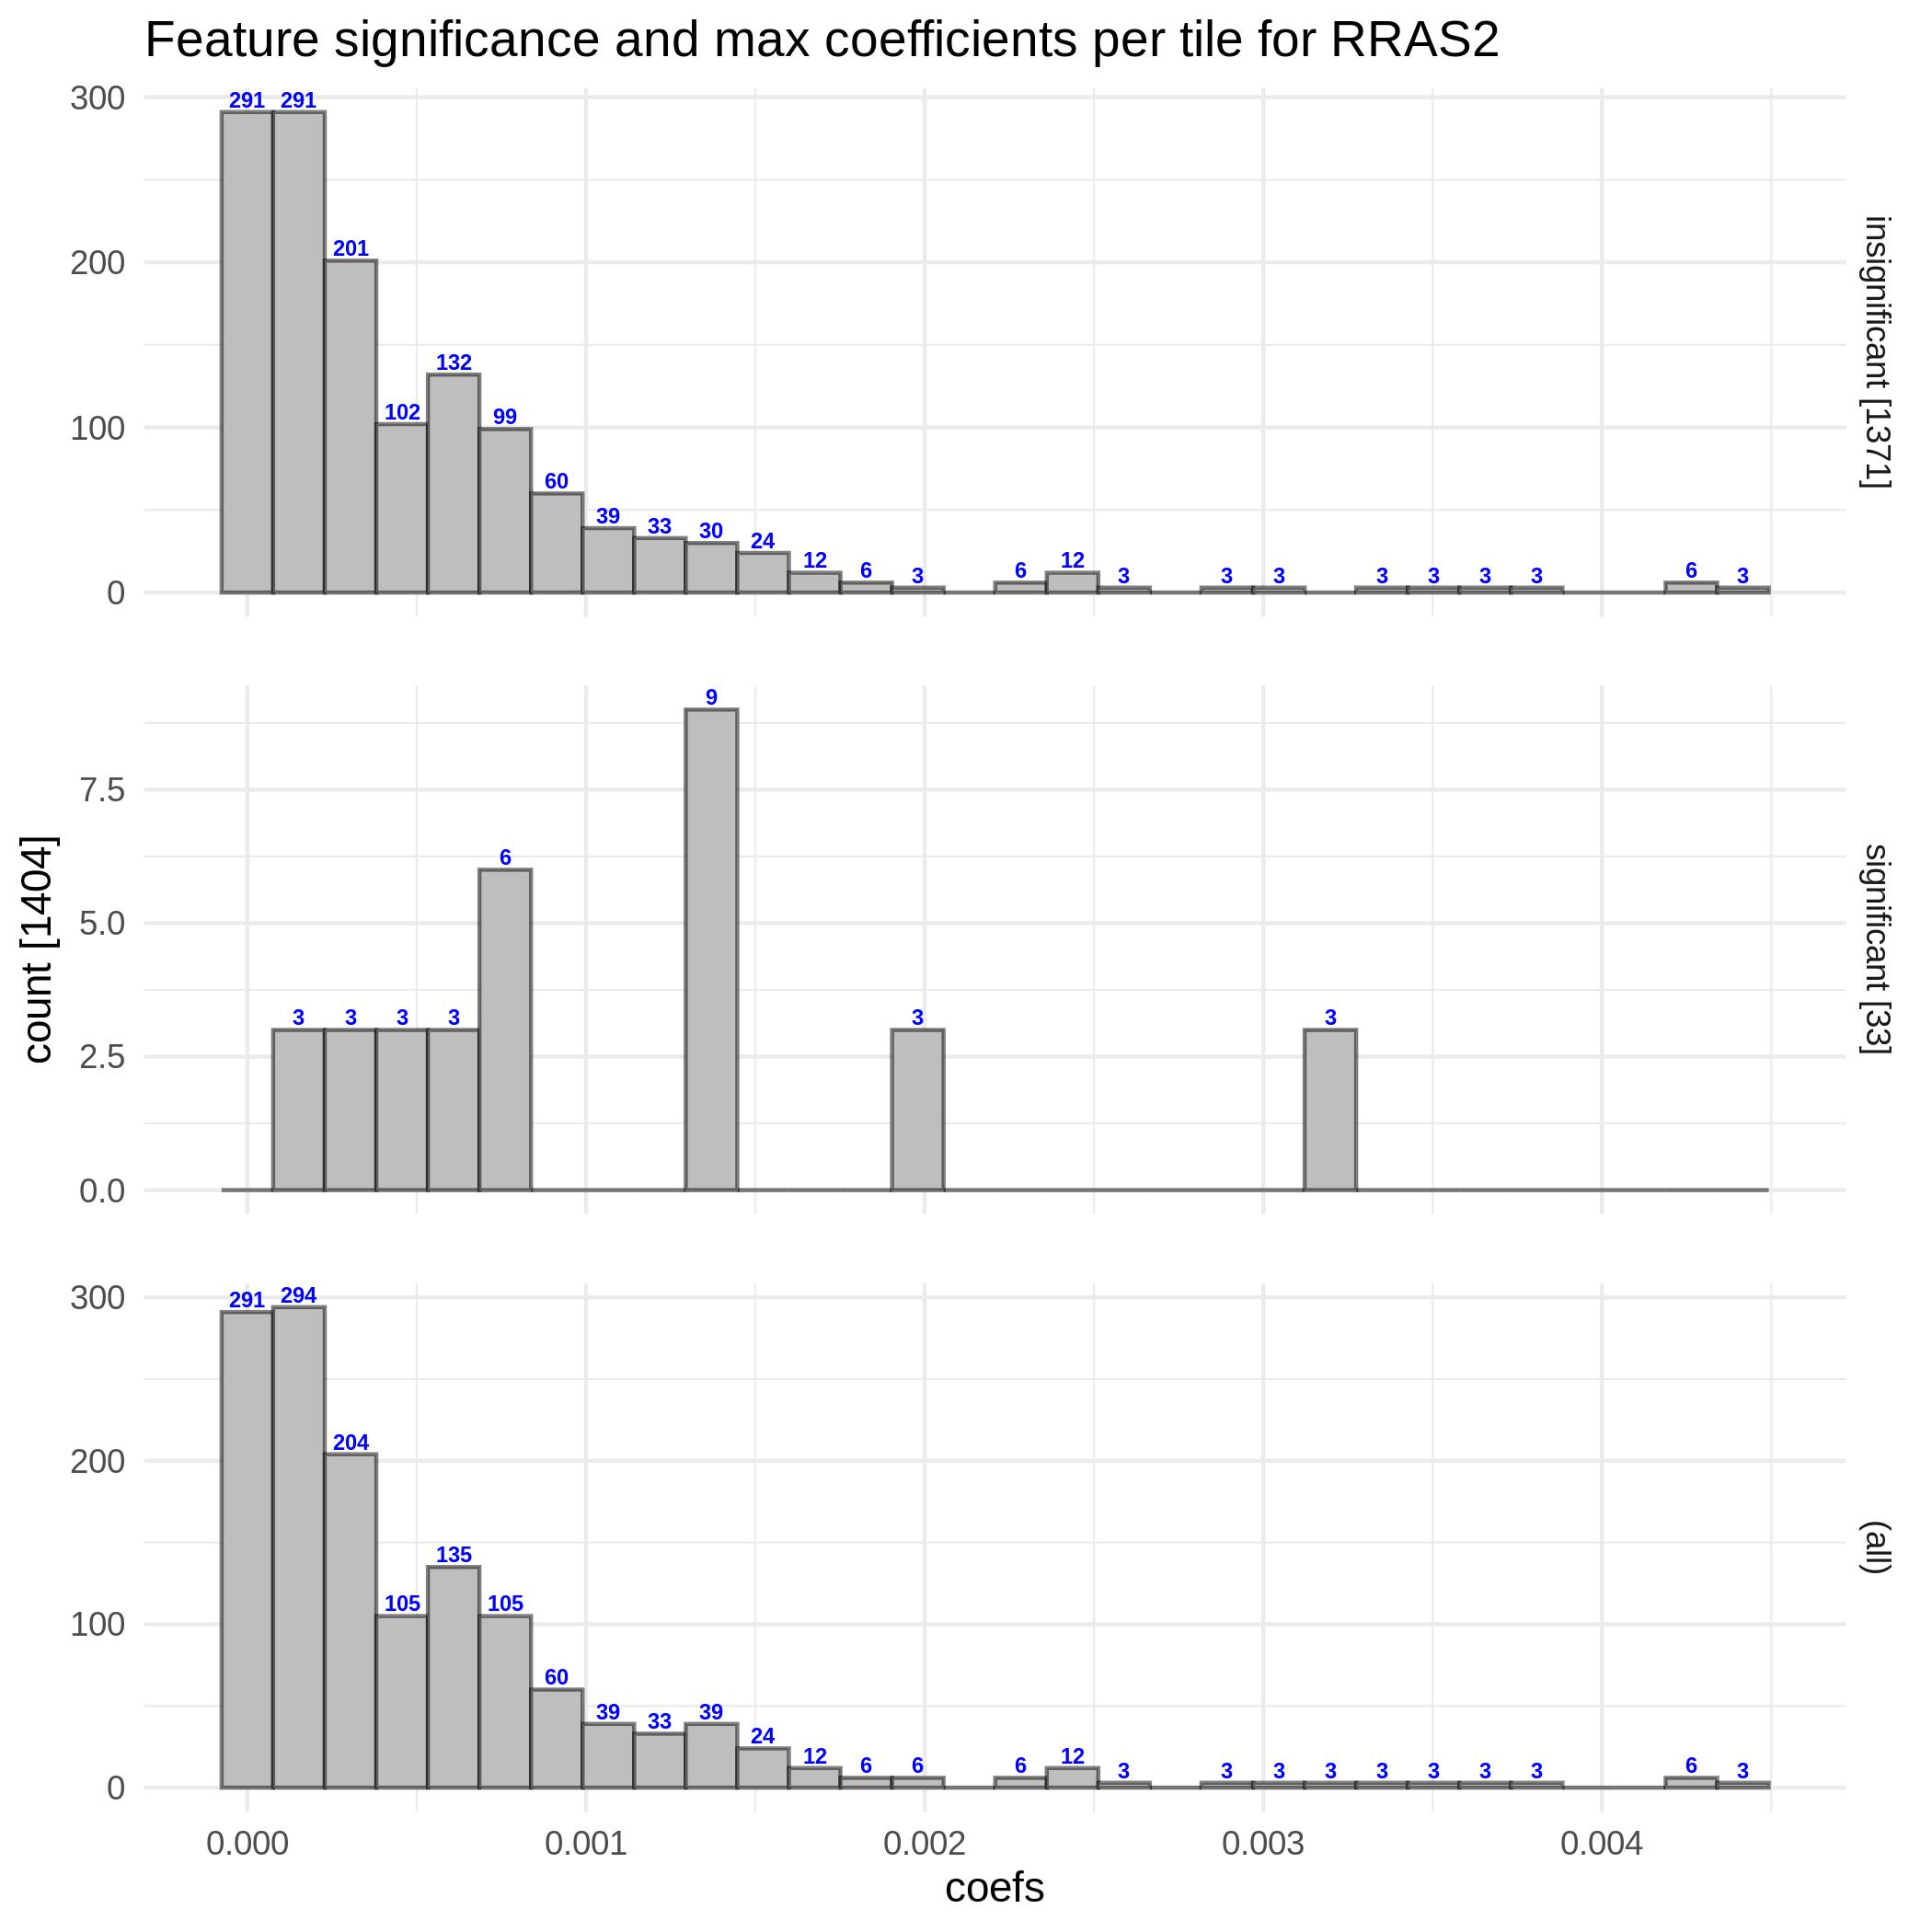 Feature significance and max coefficients per tile for RRAS2
300
200
100
0
291 291 201 102 132 99 60 39 33 30 24 12 6 3 6 12 3 3 3 3 3 3 3 6 3
insignificant [1371]
count [1404]
7.5
5.0
2.5
0.0
3 3 3 3 6 9 3 3
significant [33]
300
200
100
0
291 294 204 105 135 105 60 39 33 39 24 12 6 6 6 12 3 3 3 3 3 3 3 3 6 3
(all)
0.000 0.001 0.002 0.003 0.004
coefs